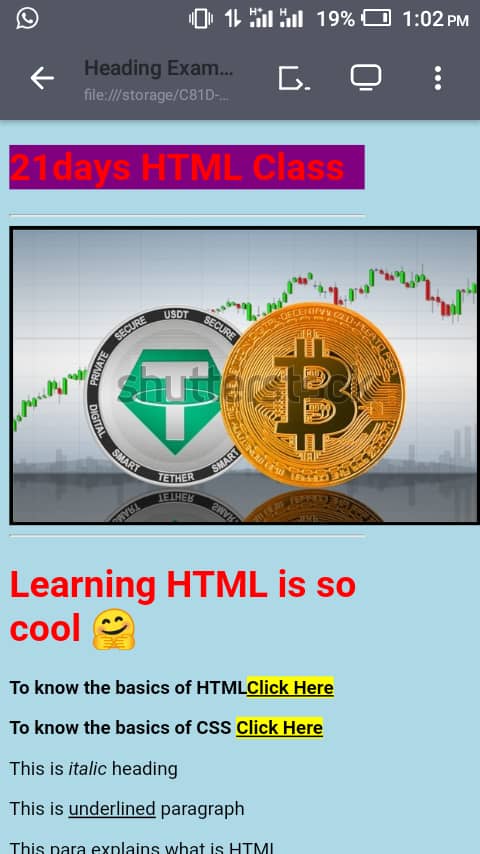 H+ H 19% 1:02 PM
Heading Exam...
file:///storage/C81D-...
21days HTML Class
SECURE USDT SECURE
PRIVATE
DIGITAL
SMART TETHER SMART
shutterstock
Learning HTML is so
cool 🤗
To know the basics of HTMLClick Here
To know the basics of CSS Click Here
This is italic heading
This is underlined paragraph
This para explains what is HTML